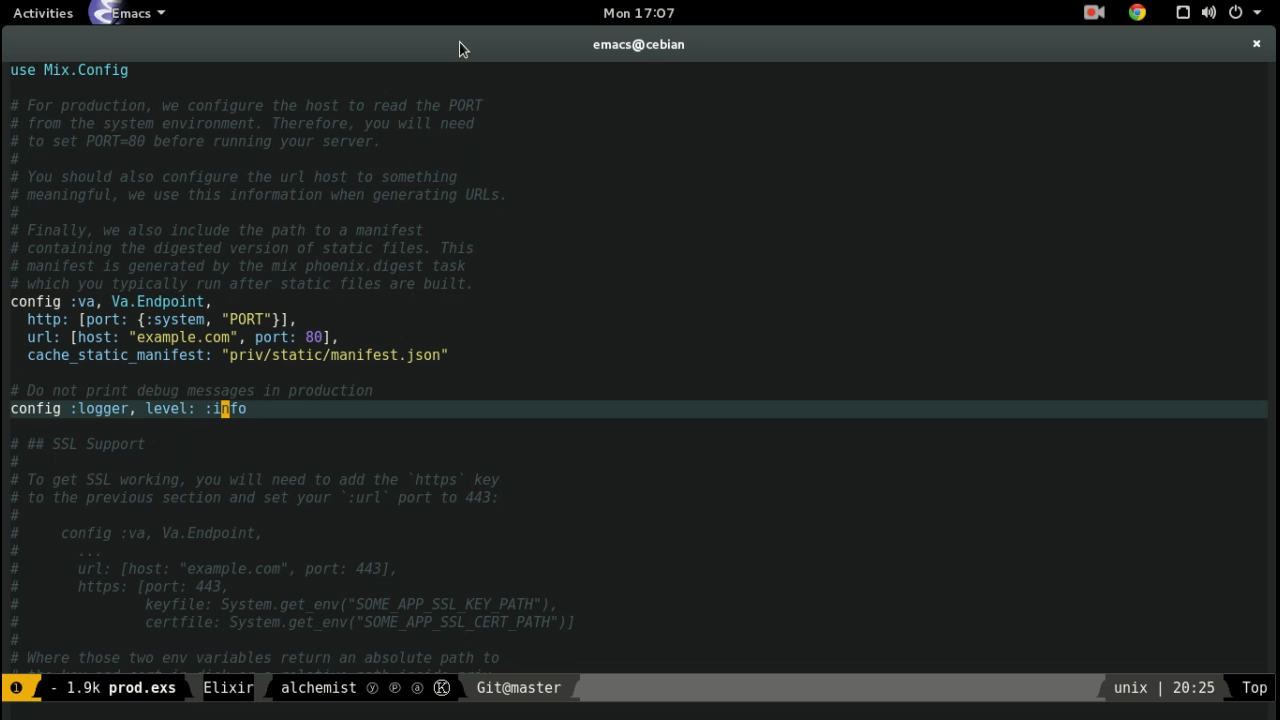 Activities Emacs Mon 17:07
emacs@cebian ×
use Mix.Config

# For production, we configure the host to read the PORT
# from the system environment. Therefore, you will need
# to set PORT=80 before running your server.
#
# You should also configure the url host to something
# meaningful, we use this information when generating URLs.
#
# Finally, we also include the path to a manifest
# containing the digested version of static files. This
# manifest is generated by the mix phoenix.digest task
# which you typically run after static files are built.
config :va, Va.Endpoint,
  http: [port: {:system, "PORT"}],
  url: [host: "example.com", port: 80],
  cache_static_manifest: "priv/static/manifest.json"

# Do not print debug messages in production
config :logger, level: :info

# ## SSL Support
#
# To get SSL working, you will need to add the `https` key
# to the previous section and set your `:url` port to 443:
#
#     config :va, Va.Endpoint,
#       ...
#       url: [host: "example.com", port: 443],
#       https: [port: 443,
#               keyfile: System.get_env("SOME_APP_SSL_KEY_PATH"),
#               certfile: System.get_env("SOME_APP_SSL_CERT_PATH")]
#
# Where those two env variables return an absolute path to
❶ - 1.9k prod.exs Elixir alchemist ⓨ ⓟ ⓐ Ⓚ Git@master unix | 20:25 Top